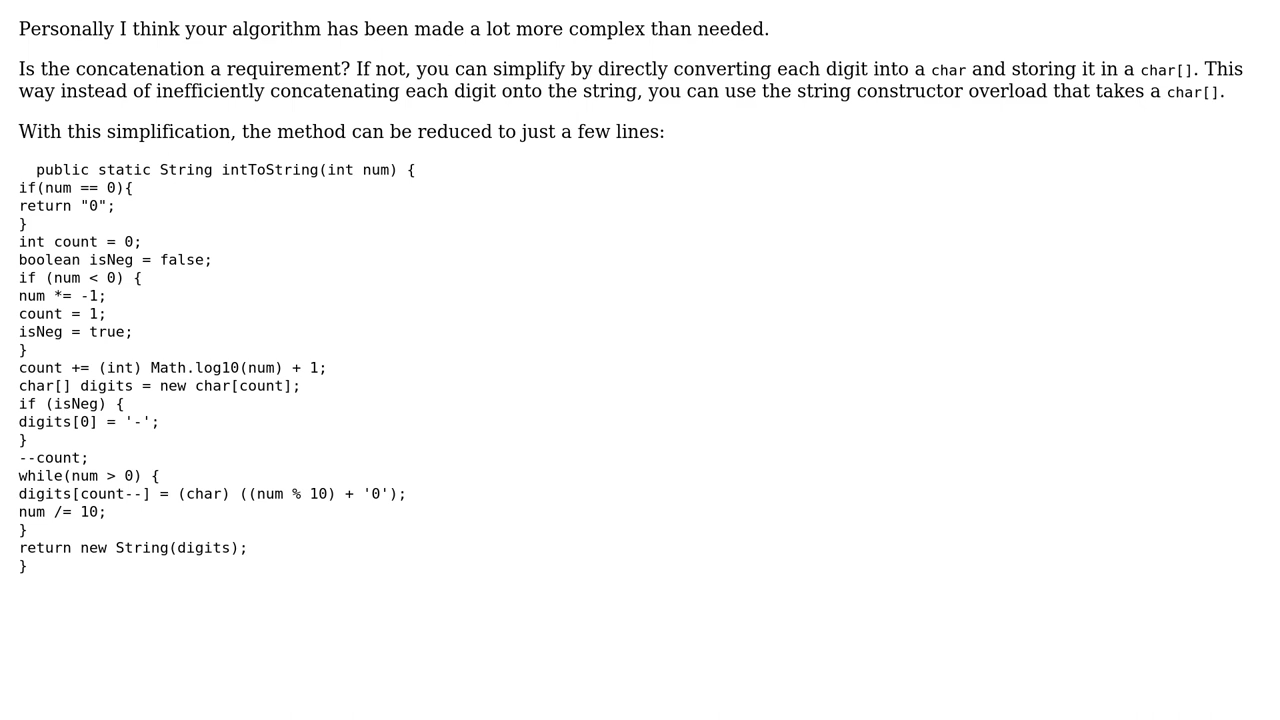 Personally I think your algorithm has been made a lot more complex than needed.
Is the concatenation a requirement? If not, you can simplify by directly converting each digit into a char and storing it in a char[]. This
way instead of inefficiently concatenating each digit onto the string, you can use the string constructor overload that takes a char[].
With this simplification, the method can be reduced to just a few lines:
  public static String intToString(int num) {
if(num == 0){
return "0";
}
int count = 0;
boolean isNeg = false;
if (num < 0) {
num *= -1;
count = 1;
isNeg = true;
}
count += (int) Math.log10(num) + 1;
char[] digits = new char[count];
if (isNeg) {
digits[0] = '-';
}
--count;
while(num > 0) {
digits[count--] = (char) ((num % 10) + '0');
num /= 10;
}
return new String(digits);
}